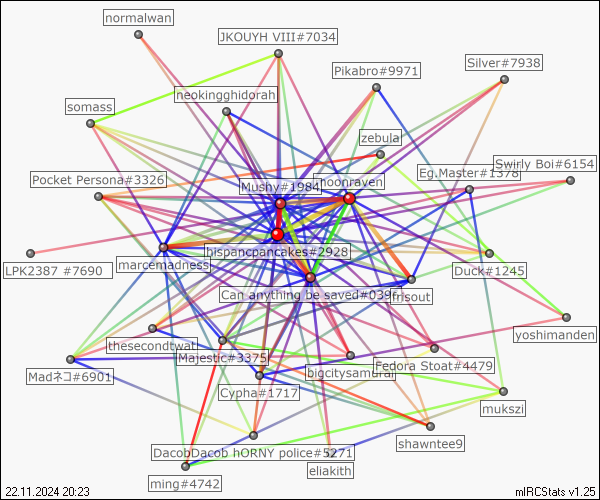 normalwan
JKOUYH VIII#7034
Pikabro#9971
Silver#7938
neokingghidorah
somass
zebula
Swirly Boi#6154
Eg.Master#1378
Pocket Persona#3326
Mushy#1984
noonraven
hispancpancakes#2928
marcemadness
LPK2387 #7690
Duck#1245
Can anything be saved#039
imisout
yoshimanden
thesecondtwat
Majestic#3375
Fedora Stoat#4479
bigcitysamurai
Madネコ#6901
Cypha#1717
mukszi
shawntee9
DacobDacob hORNY police#5271
eliakith
ming#4742
22.11.2024 20:23
mIRCStats v1.25